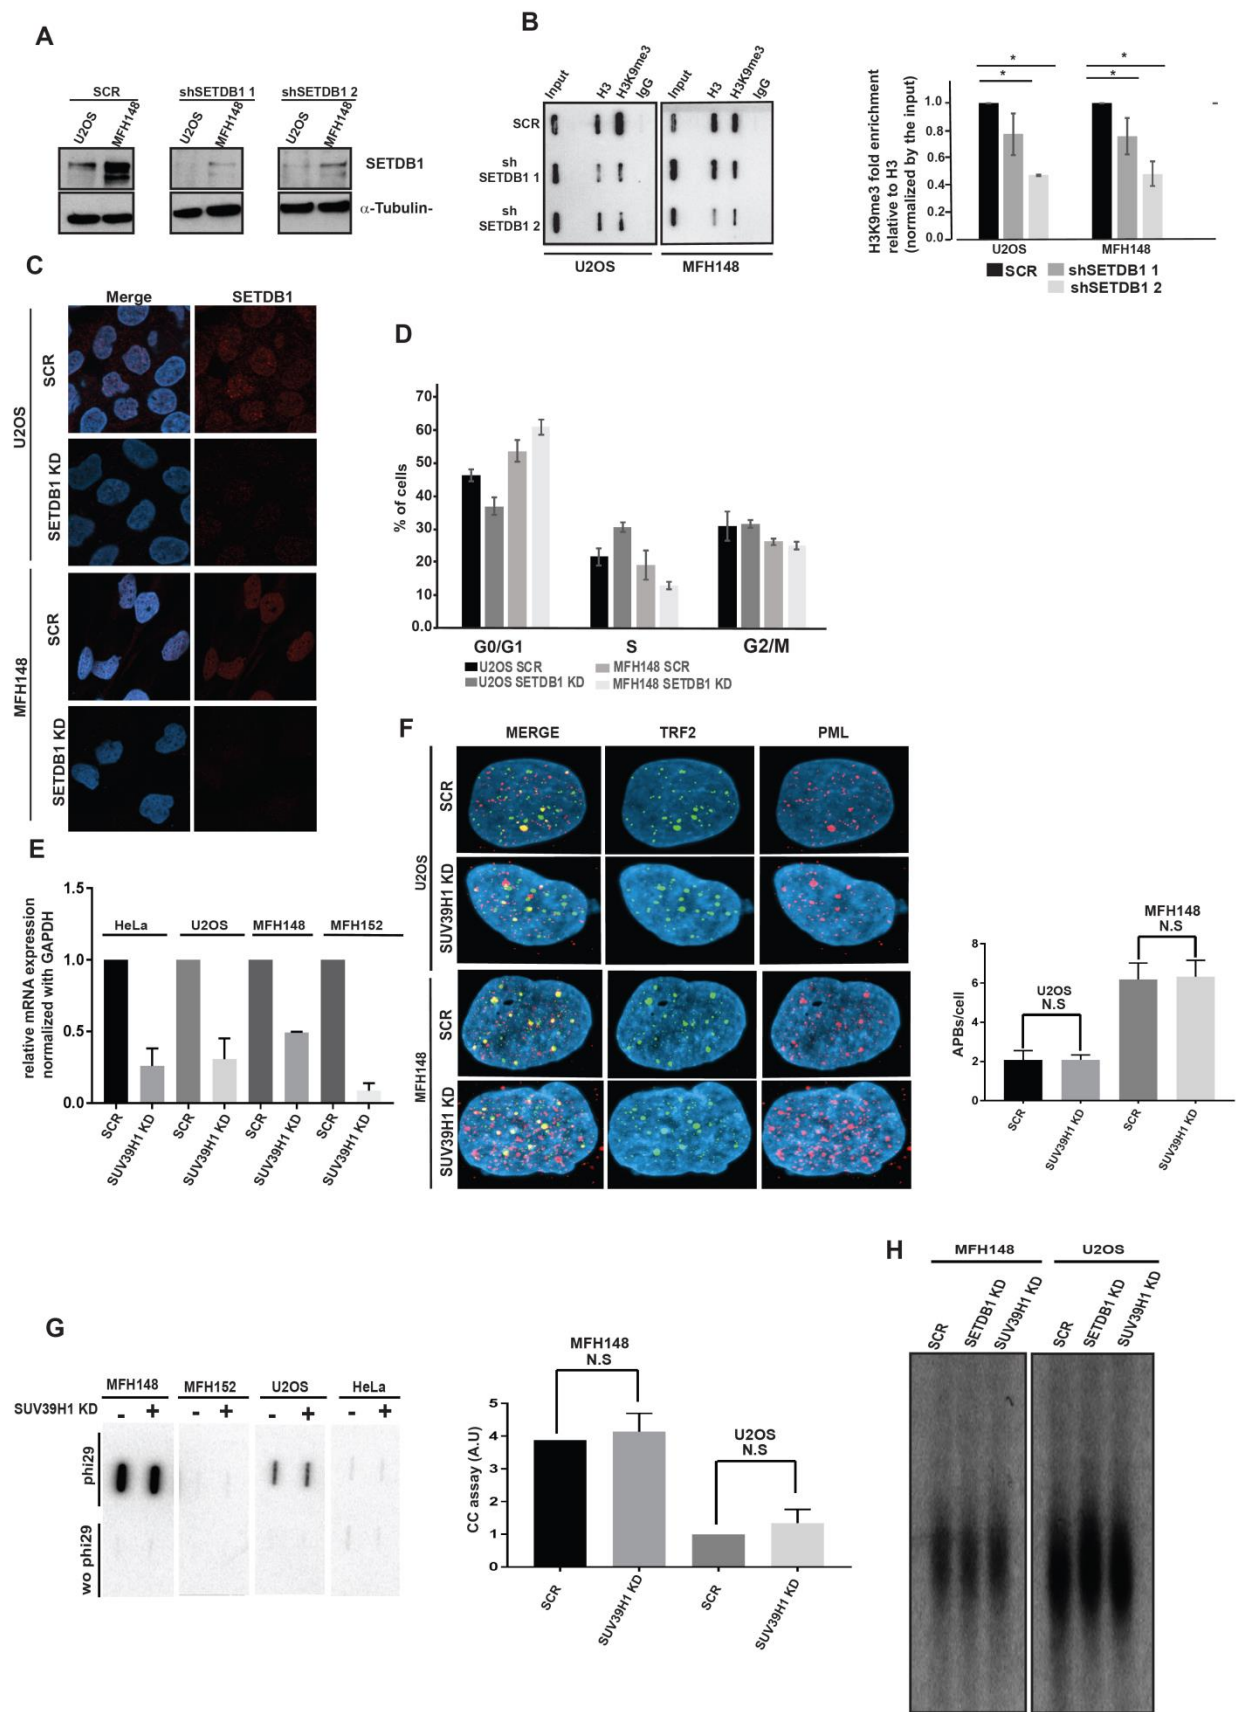 A
SCR
shSETDB1 1
shSETDB1 2
U2OS
MFH148
U2OS
MFH148
U2OS
MFH148
SETDB1
α-Tubulin-
B
Input
H3
H3K9me3
IgG
Input
H3
H3K9me3
IgG
SCR
sh
SETDB1 1
sh
SETDB1 2
U2OS
MFH148
H3K9me3 fold enrichment
relative to H3
(normalized by the input)
*
*
*
*
1.0
0.8
0.6
0.4
0.2
0.0
U2OS
MFH148
SCR
shSETDB1 1
shSETDB1 2
C
Merge
SETDB1
U2OS
SCR
SETDB1 KD
MFH148
SCR
SETDB1 KD
D
% of cells
70
60
50
40
30
20
10
0.0
G0/G1
S
G2/M
U2OS SCR
MFH148 SCR
U2OS SETDB1 KD
MFH148 SETDB1 KD
E
relative mRNA expression
normalized with GAPDH
1.5
1.0
0.5
0.0
HeLa
U2OS
MFH148
MFH152
SCR
SUV39H1 KD
SCR
SUV39H1 KD
SCR
SUV39H1 KD
SCR
SUV39H1 KD
F
MERGE
TRF2
PML
U2OS
SCR
SUV39H1 KD
MFH148
SCR
SUV39H1 KD
APBs/cell
8
6
4
2
0
U2OS
N.S
MFH148
N.S
SCR
SUV39H1 KD
SCR
SUV39H1 KD
G
MFH148
MFH152
U2OS
HeLa
SUV39H1 KD
- + - + - + - +
phi29
wo phi29
CC assay (A.U)
5
4
3
2
1
0
MFH148
N.S
U2OS
N.S
SCR
SUV39H1 KD
SCR
SUV39H1 KD
H
MFH148
U2OS
SCR
SETDB1 KD
SUV39H1 KD
SCR
SETDB1 KD
SUV39H1 KD